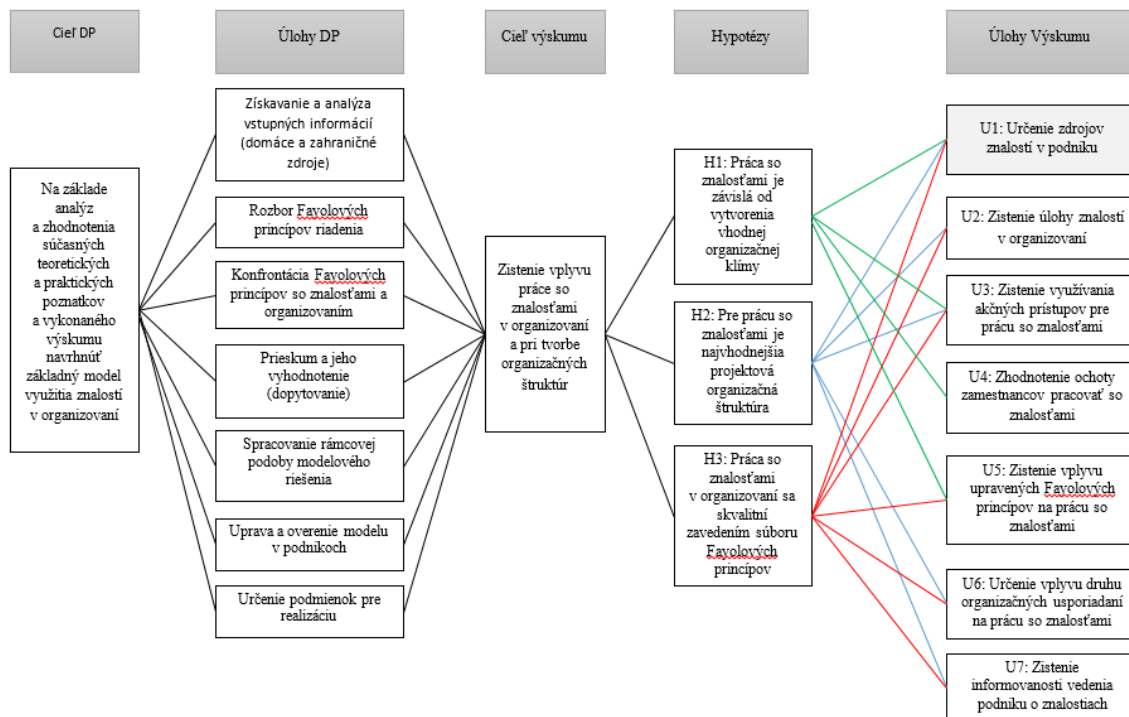 Cieľ DP
Úlohy DP
Cieľ výskumu
Hypotézy
Úlohy Výskumu
Na základe
analýz
a zhodnotenia
súčasných
teoretických
a praktických
poznatkov
a vykonaného
výskumu
navrhnúť
základný model
využitia znalostí
v organizovaní
Získavanie a analýza
vstupných informácií
(domáce a zahraničné
zdroje)
Rozbor Fayolových
princípov riadenia
Konfrontácia Fayolových
princípov so znalosťami a
organizovaním
Prieskum a jeho
vyhodnotenie
(dopytovanie)
Spracovanie rámcovej
podoby modelového
riešenia
Uprava a overenie modelu
v podnikoch
Určenie podmienok pre
realizáciu
Zistenie vplyvu
práce so
znalosťami
v organizovaní
a pri tvorbe
organizačných
štruktúr
H1: Práca so
znalosťami je
závislá od
vytvorenia
vhodnej
organizačnej
klímy
H2: Pre prácu so
znalosťami je
najvhodnejšia
projektová
organizačná
štruktúra
H3: Práca so
znalosťami
v organizovaní sa
skvalitní
zavedením súboru
Fayolových
princípov
U1: Určenie zdrojov
znalostí v podniku
U2: Zistenie úlohy znalostí
v organizovaní
U3: Zistenie využívania
akčných prístupov pre
prácu so znalosťami
U4: Zhodnotenie ochoty
zamestnancov pracovať so
znalosťami
U5: Zistenie vplyvu
upravených Fayolových
princípov na prácu so
znalosťami
U6: Určenie vplyvu druhu
organizačných usporiadaní
na prácu so znalosťami
U7: Zistenie
informovanosti vedenia
podniku o znalostiach